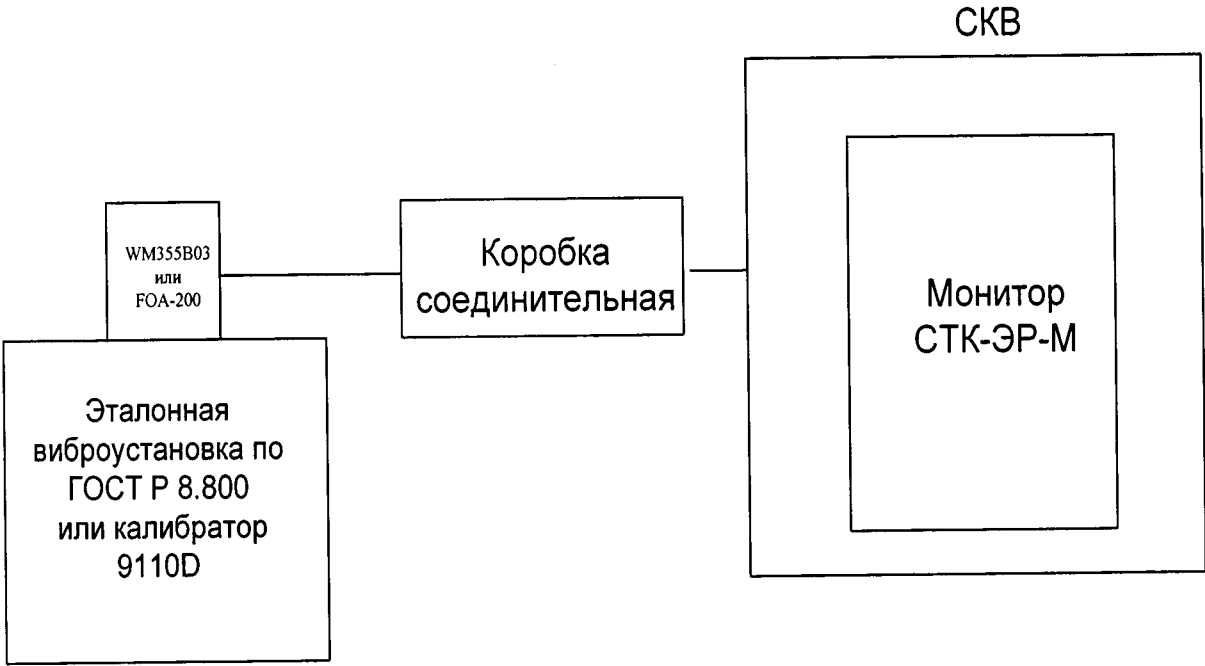 СКВ
WM355B03
или
FOA-200
Коробка
соединительная
Монитор
СТК-ЭР-М
Эталонная
виброустановка по
ГОСТ Р 8.800
или калибратор
9110D